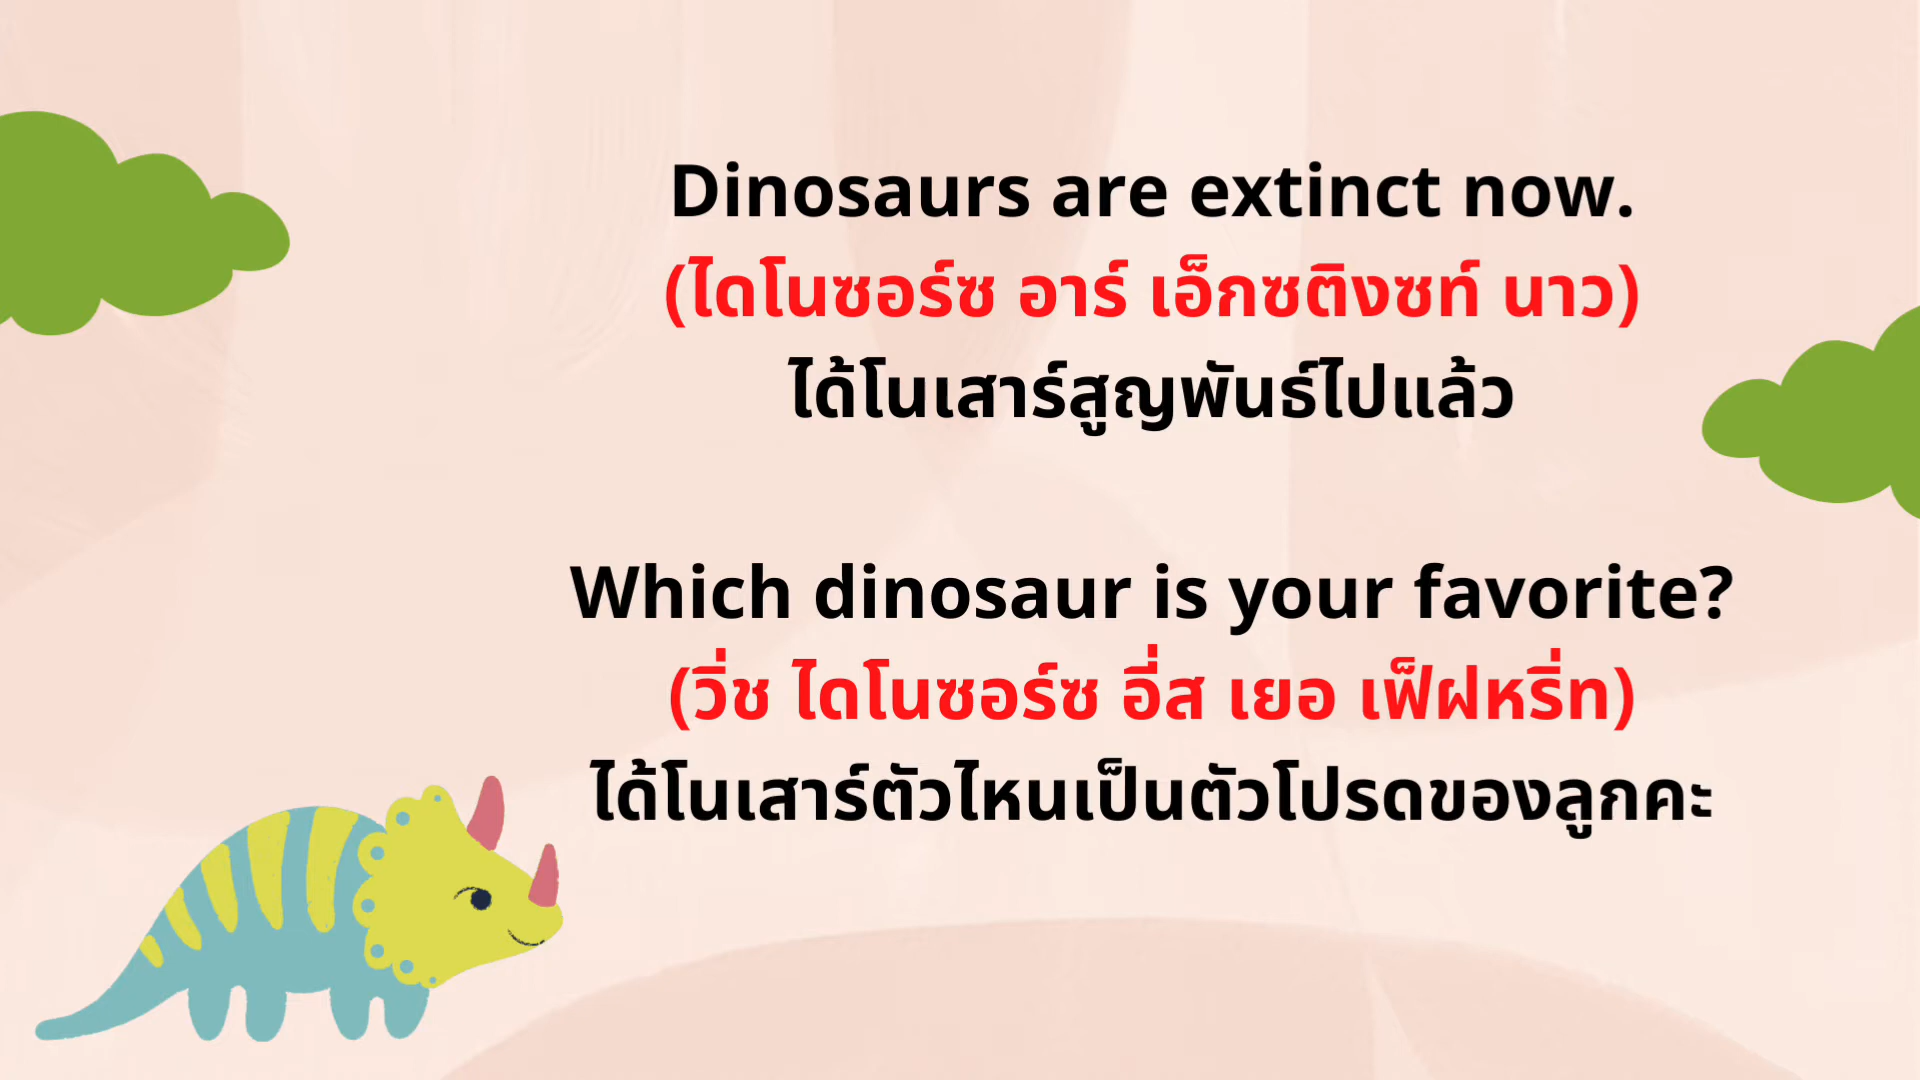 Dinosaurs are extinct now.
(ไดโนซอร์ซ อาร์ เอ็กซติงซท์ นาว)
ได้โนเสาร์สูญพันธ์ไปแล้ว
Which dinosaur is your favorite?
(วิ่ช ไดโนซอร์ซ อี่ส เยอ เฟ็ฝหริ่ท)
ได้โนเสาร์ตัวไหนเป็นตัวโปรดของลูกคะ